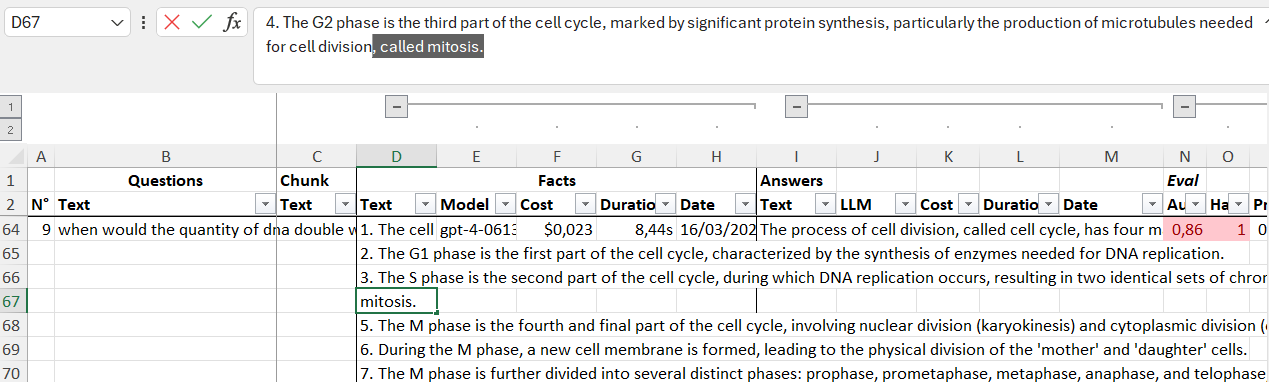 D67
fx
4. The G2 phase is the third part of the cell cycle, marked by significant protein synthesis, particularly the production of microtubules needed
for cell division, called mitosis.
1
2
A B C D E F G H I J K L M N O
1 Questions Chunk Facts Answers Eval
2 N° Text Text Text Model Cost Duratio Date Text LLM Cost Duratio Date Au Ha Pr
64 9 when would the quantity of dna double w 1. The cell gpt-4-0613 $0,023 8,44s 16/03/202 The process of cell division, called cell cycle, has four m 0,86 1 0
65 2. The G1 phase is the first part of the cell cycle, characterized by the synthesis of enzymes needed for DNA replication.
66 3. The S phase is the second part of the cell cycle, during which DNA replication occurs, resulting in two identical sets of chror
67 mitosis.
68 5. The M phase is the fourth and final part of the cell cycle, involving nuclear division (karyokinesis) and cytoplasmic division (
69 6. During the M phase, a new cell membrane is formed, leading to the physical division of the 'mother' and 'daughter' cells.
70 7. The M phase is further divided into several distinct phases: prophase, prometaphase, metaphase, anaphase, and telophase